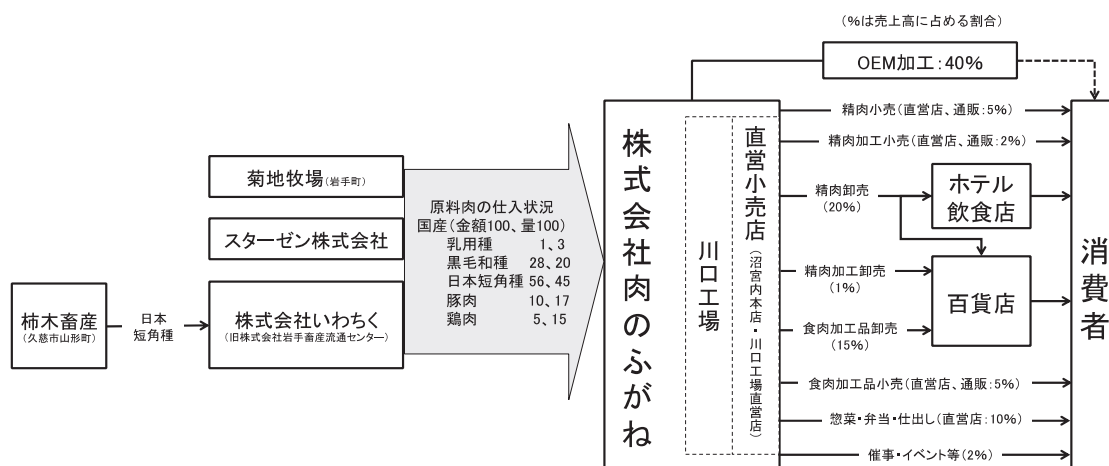 (%は売上高に占める割合)
OEM加工:40%
柿木畜産
(久慈市山形町)
日本
短角種
菊地牧場(岩手町)
スターゼン株式会社
株式会社いわちく
(旧株式会社岩手畜産流通センター)
原料肉の仕入状況
国産(金額100、量100)
乳用種 1、3
黒毛和種 28、20
日本短角種 56、45
豚肉 10、17
鶏肉 5、15
株式会社肉のふがね
川口工場
直営小売店(沼宮内本店・川口工場直営店)
精肉小売(直営店、通販:5%)
精肉加工小売(直営店、通販:2%)
精肉卸売
(20%)
ホテル
飲食店
精肉加工卸売
(1%)
百貨店
食肉加工品卸売
(15%)
食肉加工品小売(直営店、通販:5%)
惣菜・弁当・仕出し(直営店:10%)
催事・イベント等(2%)
消費者